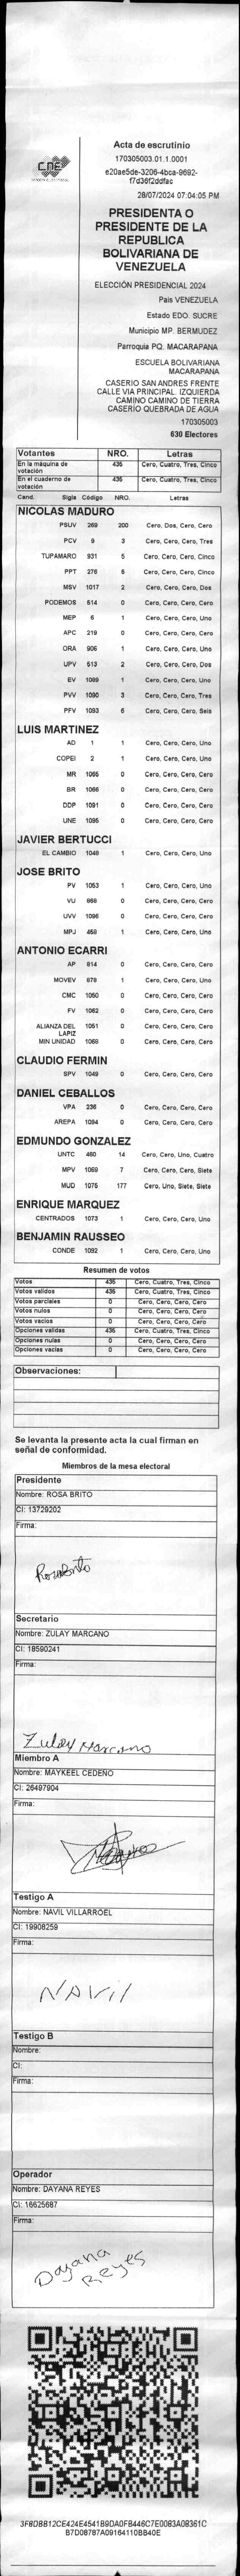 CNE
Acta de escrutinio
170305003.01.1.0001
e20ae5de-3206-4bca-9692-
f7d36f2ddfac
28/07/2024 07:04:05 PM
PRESIDENTA O
PRESIDENTE DE LA
REPUBLICA
BOLIVARIANA DE
VENEZUELA
ELECCIÓN PRESIDENCIAL 2024
País VENEZUELA
Estado EDO. SUCRE
Municipio MP. BERMUDEZ
Parroquia PQ. MACARAPANA
ESCUELA BOLIVARIANA
MACARAPANA
CASERIO SAN ANDRES FRENTE
CALLE VIA PRINCIPAL. IZQUIERDA
CAMINO CAMINO DE TIERRA
CASERÍO QUEBRADA DE AGUA
170305003
630 Electores
Votantes NRO. Letras
En la máquina de votación 435 Cero, Cuatro, Tres, Cinco
En el cuaderno de votación 435 Cero, Cuatro, Tres, Cinco
Cand. Sigla Código NRO. Letras
NICOLAS MADURO
PSUV 269 200 Cero, Dos, Cero, Cero
PCV 9 3 Cero, Cero, Cero, Tres
TUPAMARO 931 5 Cero, Cero, Cero, Cinco
PPT 276 5 Cero, Cero, Cero, Cinco
MSV 1017 2 Cero, Cero, Cero, Dos
PODEMOS 514 0 Cero, Cero, Cero, Cero
MEP 6 1 Cero, Cero, Cero, Uno
APC 219 0 Cero, Cero, Cero, Cero
ORA 906 1 Cero, Cero, Cero, Uno
UPV 513 2 Cero, Cero, Cero, Dos
EV 1089 1 Cero, Cero, Cero, Uno
PVV 1090 3 Cero, Cero, Cero, Tres
PFV 1093 6 Cero, Cero, Cero, Seis
LUIS MARTINEZ
AD 1 1 Cero, Cero, Cero, Uno
COPEI 2 1 Cero, Cero, Cero, Uno
MR 1065 0 Cero, Cero, Cero, Cero
BR 1066 0 Cero, Cero, Cero, Cero
DDP 1091 0 Cero, Cero, Cero, Cero
UNE 1095 0 Cero, Cero, Cero, Cero
JAVIER BERTUCCI
EL CAMBIO 1048 1 Cero, Cero, Cero, Uno
JOSE BRITO
PV 1053 1 Cero, Cero, Cero, Uno
VU 868 0 Cero, Cero, Cero, Cero
UVV 1096 0 Cero, Cero, Cero, Cero
MPJ 458 1 Cero, Cero, Cero, Uno
ANTONIO ECARRI
AP 814 0 Cero, Cero, Cero, Cero
MOVEV 878 1 Cero, Cero, Cero, Uno
CMC 1050 0 Cero, Cero, Cero, Cero
FV 1062 0 Cero, Cero, Cero, Cero
ALIANZA DEL LAPIZ 1051 0 Cero, Cero, Cero, Cero
MIN UNIDAD 1068 0 Cero, Cero, Cero, Cero
CLAUDIO FERMIN
SPV 1049 0 Cero, Cero, Cero, Cero
DANIEL CEBALLOS
VPA 236 0 Cero, Cero, Cero, Cero
AREPA 1094 0 Cero, Cero, Cero, Cero
EDMUNDO GONZALEZ
UNTC 460 14 Cero, Cero, Uno, Cuatro
MPV 1069 7 Cero, Cero, Cero, Siete
MUD 1075 177 Cero, Uno, Siete, Siete
ENRIQUE MARQUEZ
CENTRADOS 1073 1 Cero, Cero, Cero, Uno
BENJAMIN RAUSSEO
CONDE 1092 1 Cero, Cero, Cero, Uno
Resumen de votos
Votos 435 Cero, Cuatro, Tres, Cinco
Votos validos 435 Cero, Cuatro, Tres, Cinco
Votos parciales 0 Cero, Cero, Cero, Cero
Votos nulos 0 Cero, Cero, Cero, Cero
Votos vacios 0 Cero, Cero, Cero, Cero
Opciones validas 435 Cero, Cuatro, Tres, Cinco
Opciones nulas 0 Cero, Cero, Cero, Cero
Opciones vacias 0 Cero, Cero, Cero, Cero
Observaciones:
Se levanta la presente acta la cual firman en
señal de conformidad.
Miembros de la mesa electoral
Presidente
Nombre: ROSA BRITO
CI: 13729202
Firma:
Rosa Brito
Secretario
Nombre: ZULAY MARCANO
CI: 18590241
Firma:
Zulay Marcano
Miembro A
Nombre: MAYKEEL CEDEÑO
CI: 26497904
Firma:
Testigo A
Nombre: NAVIL VILLARROEL
CI: 19908259
Firma:
NAVil
Testigo B
Nombre:
CI:
Firma:
Operador
Nombre: DAYANA REYES
CI: 16625687
Firma:
Dayana
Reyes
3F8DBB12CE424E4541B9DA0FB446C7E0083A08361C
B7D08787A09164110BB40E